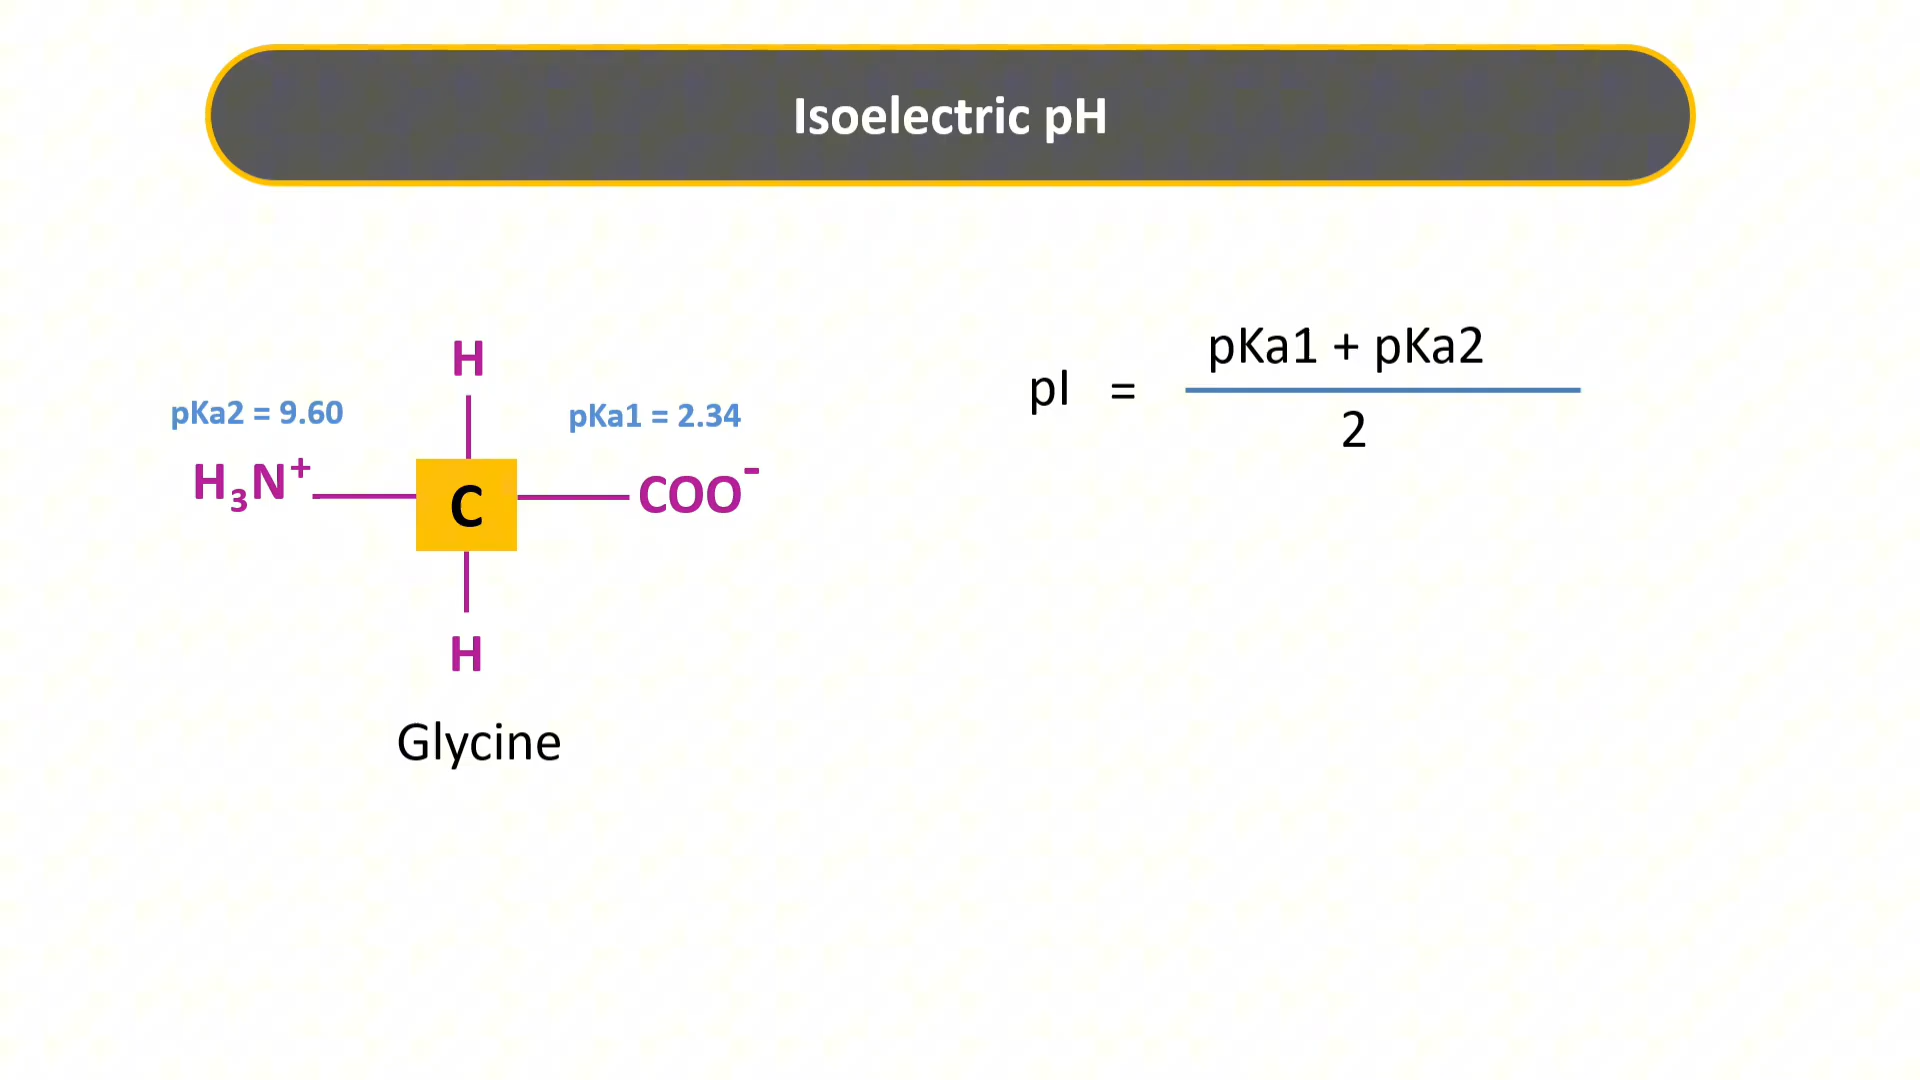 Isoelectric pH
H
pKa2 = 9.60
pKa1 = 2.34
H₃N⁺
C
COO⁻
H
Glycine
pKa1 + pKa2
pI =
2